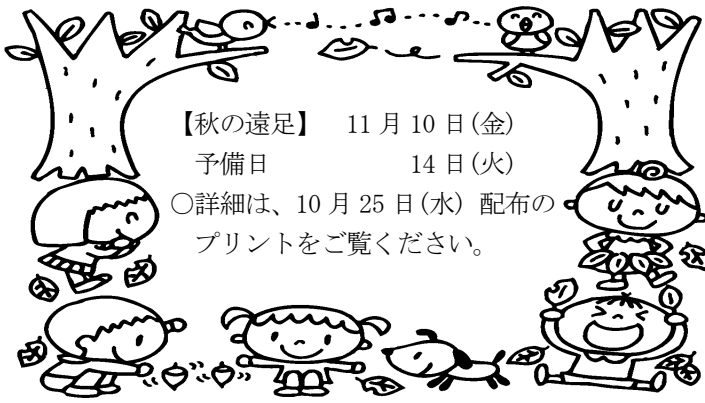 【秋の遠足】　11月10日(金)
予備日　　　　14日(火)
○詳細は、10月25日(水) 配布の
プリントをご覧ください。